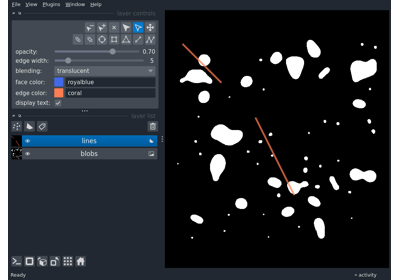 File View Plugins Window Help
layer controls
opacity: 0.70
edge width: 5
blending: translucent
face color: royalblue
edge color: coral
display text:
layer list
lines
blobs
Ready
activity